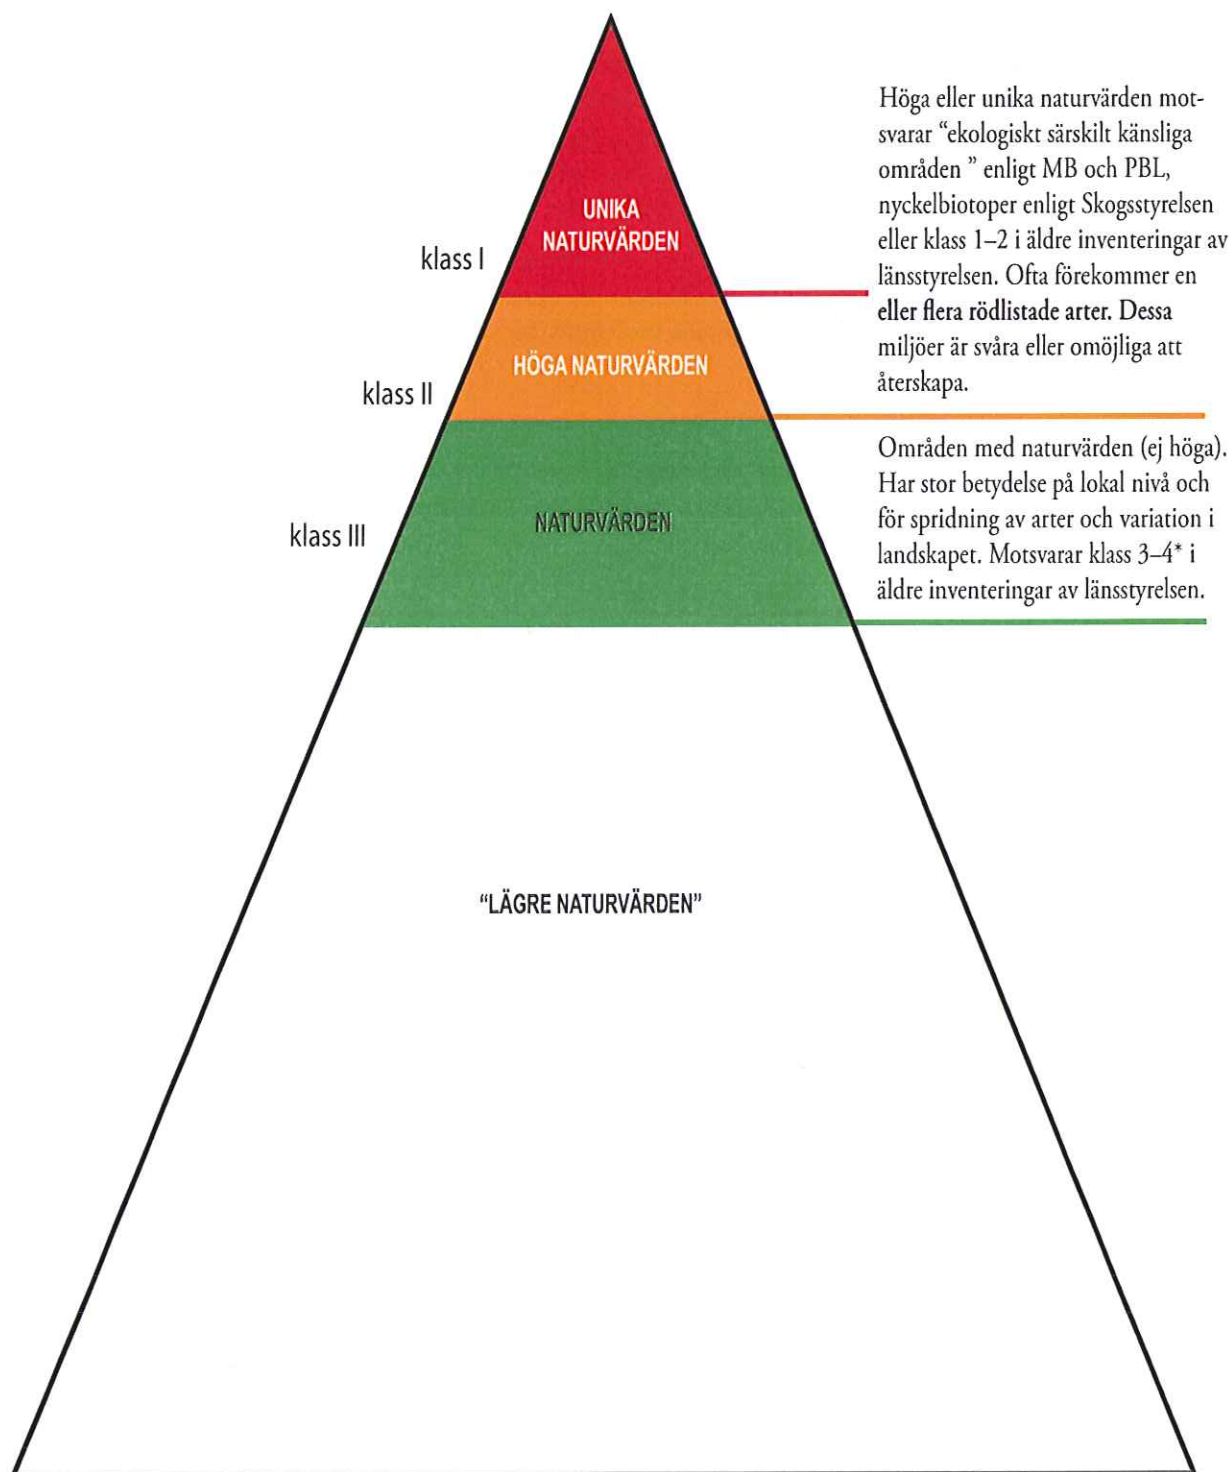 UNIKA
NATURVÄRDEN
klass I
Höga eller unika naturvärden mot-
svarar “ekologiskt särskilt känsliga
områden ” enligt MB och PBL,
nyckelbiotoper enligt Skogsstyrelsen
eller klass 1–2 i äldre inventeringar av
länsstyrelsen. Ofta förekommer en
eller flera rödlistade arter. Dessa
miljöer är svåra eller omöjliga att
återskapa.
HÖGA NATURVÄRDEN
klass II
Områden med naturvärden (ej höga).
Har stor betydelse på lokal nivå och
för spridning av arter och variation i
landskapet. Motsvarar klass 3–4* i
äldre inventeringar av länsstyrelsen.
NATURVÄRDEN
klass III
“LÄGRE NATURVÄRDEN”